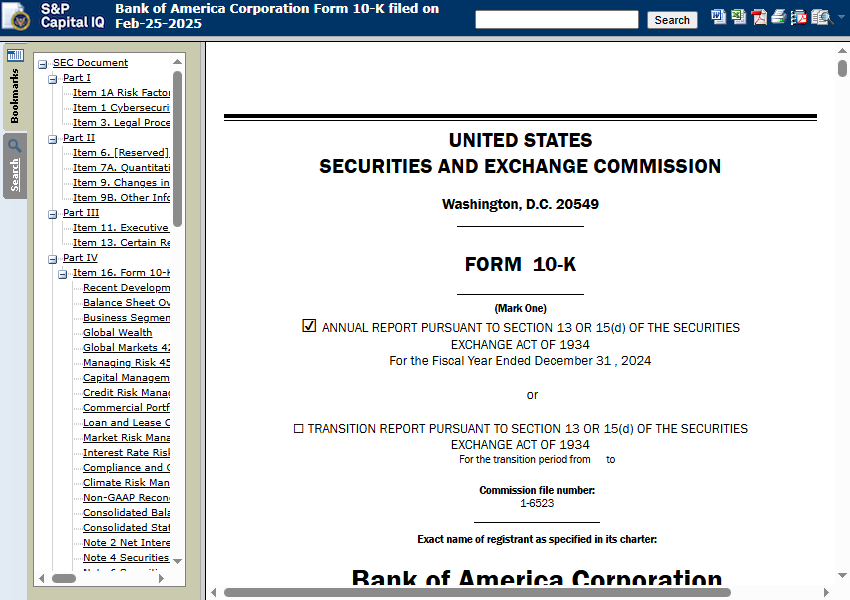 S&P
Capital IQ
Bank of America Corporation Form 10-K filed on
Feb-25-2025
Search
Bookmarks
Search
SEC Document
Part I
Item 1A Risk Facto
Item 1 Cybersecuri
Item 3. Legal Proce
Part II
Item 6. [Reserved]
Item 7A. Quantitati
Item 9. Changes in
Item 9B. Other Info
Part III
Item 11. Executive
Item 13. Certain Re
Part IV
Item 16. Form 10-K
Recent Developm
Balance Sheet Ov
Business Segmen
Global Wealth
Global Markets 42
Managing Risk 45
Capital Managem
Credit Risk Manag
Commercial Portf
Loan and Lease C
Market Risk Mana
Interest Rate Risk
Compliance and O
Climate Risk Man
Non-GAAP Recon
Consolidated Bala
Consolidated Stat
Note 2 Net Intere
Note 4 Securities
UNITED STATES
SECURITIES AND EXCHANGE COMMISSION
Washington, D.C. 20549
FORM 10-K
(Mark One)
☑ ANNUAL REPORT PURSUANT TO SECTION 13 OR 15(d) OF THE SECURITIES
EXCHANGE ACT OF 1934
For the Fiscal Year Ended December 31 , 2024
or
☐ TRANSITION REPORT PURSUANT TO SECTION 13 OR 15(d) OF THE SECURITIES
EXCHANGE ACT OF 1934
For the transition period from to
Commission file number:
1-6523
Exact name of registrant as specified in its charter:
Bank of America Corporation